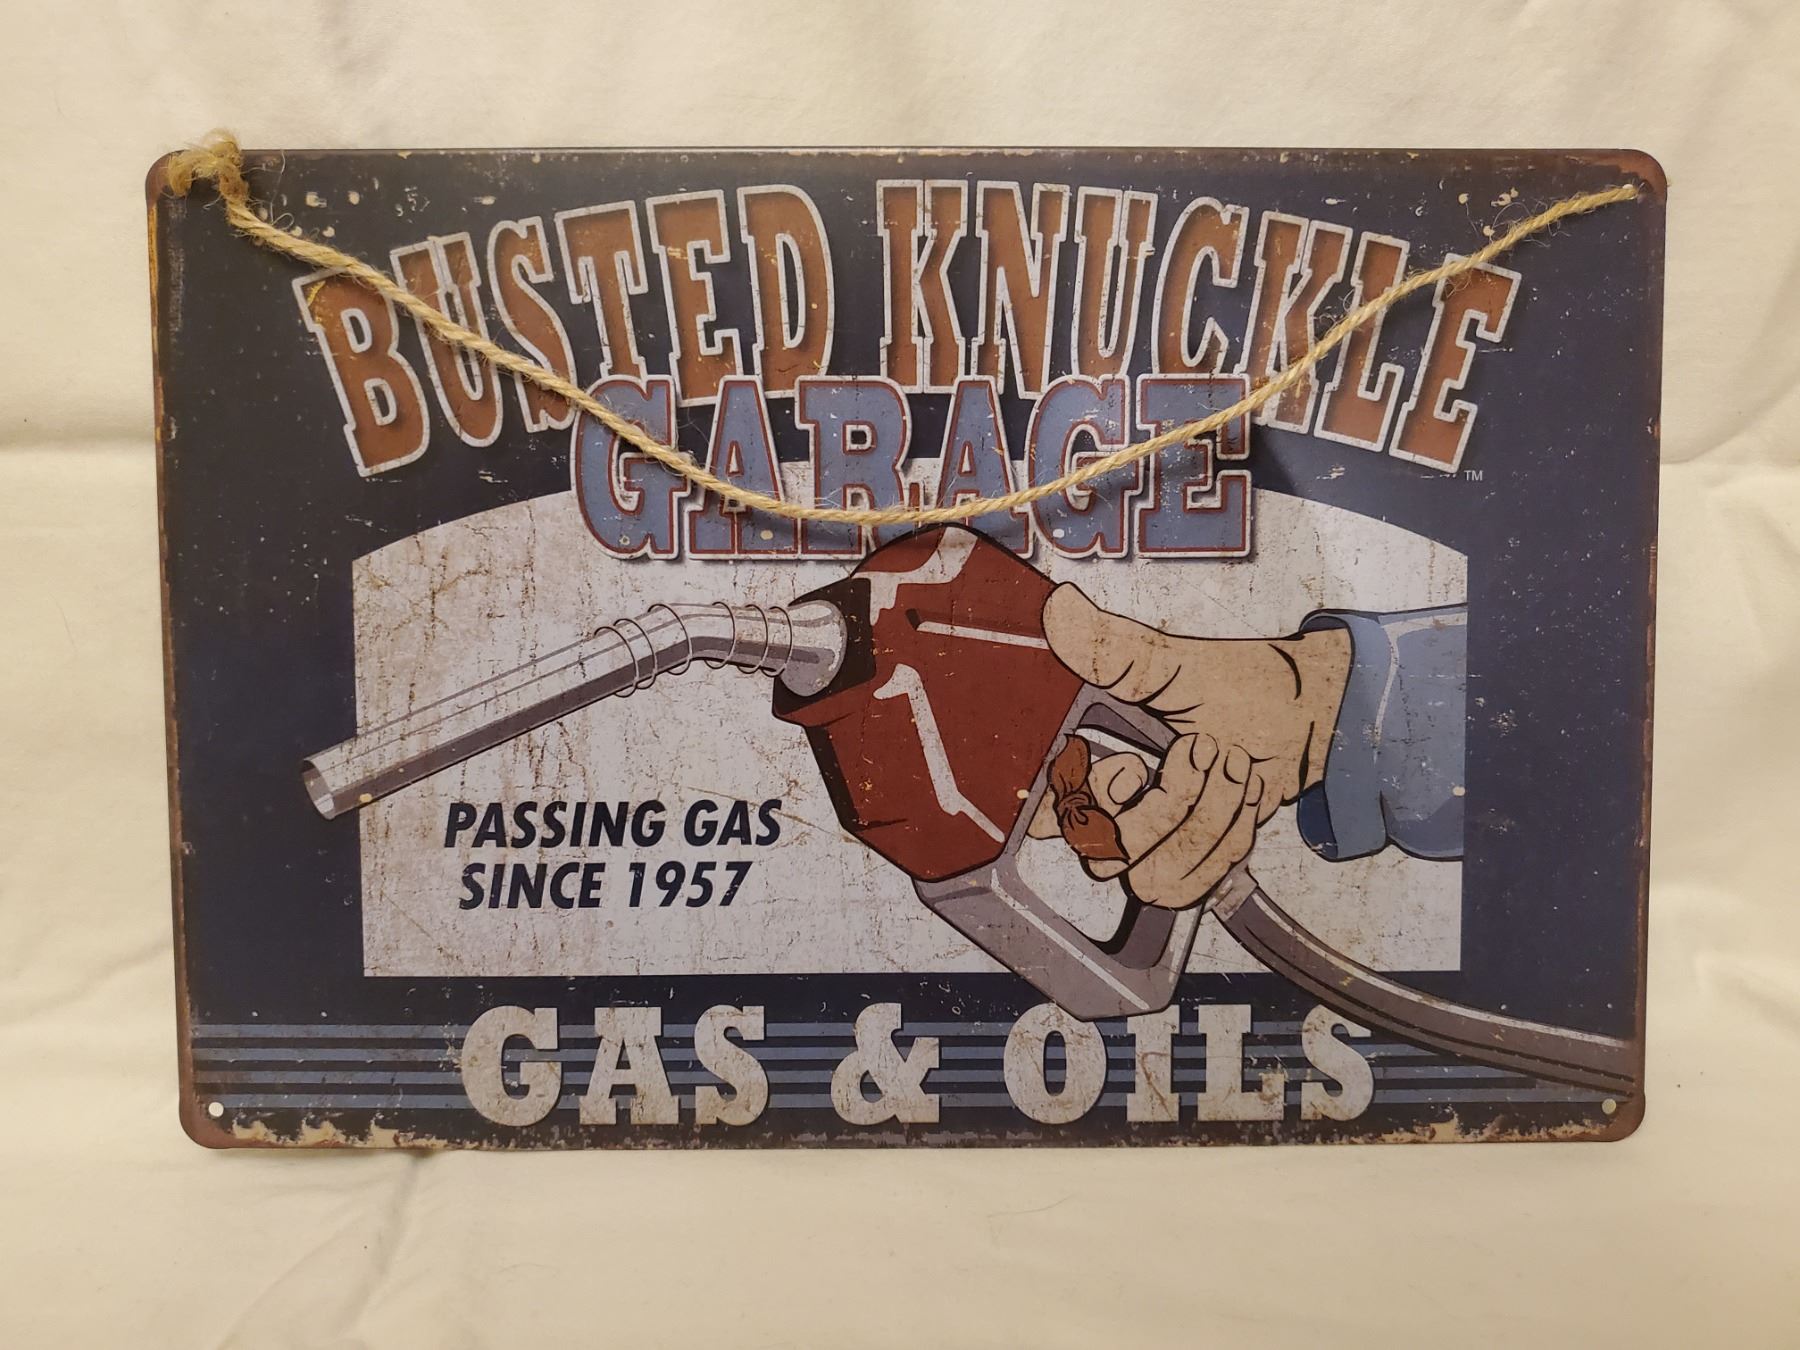 BUSTED KNUCKLE
GARAGE
TM
PASSING GAS
SINCE 1957
GAS & OILS